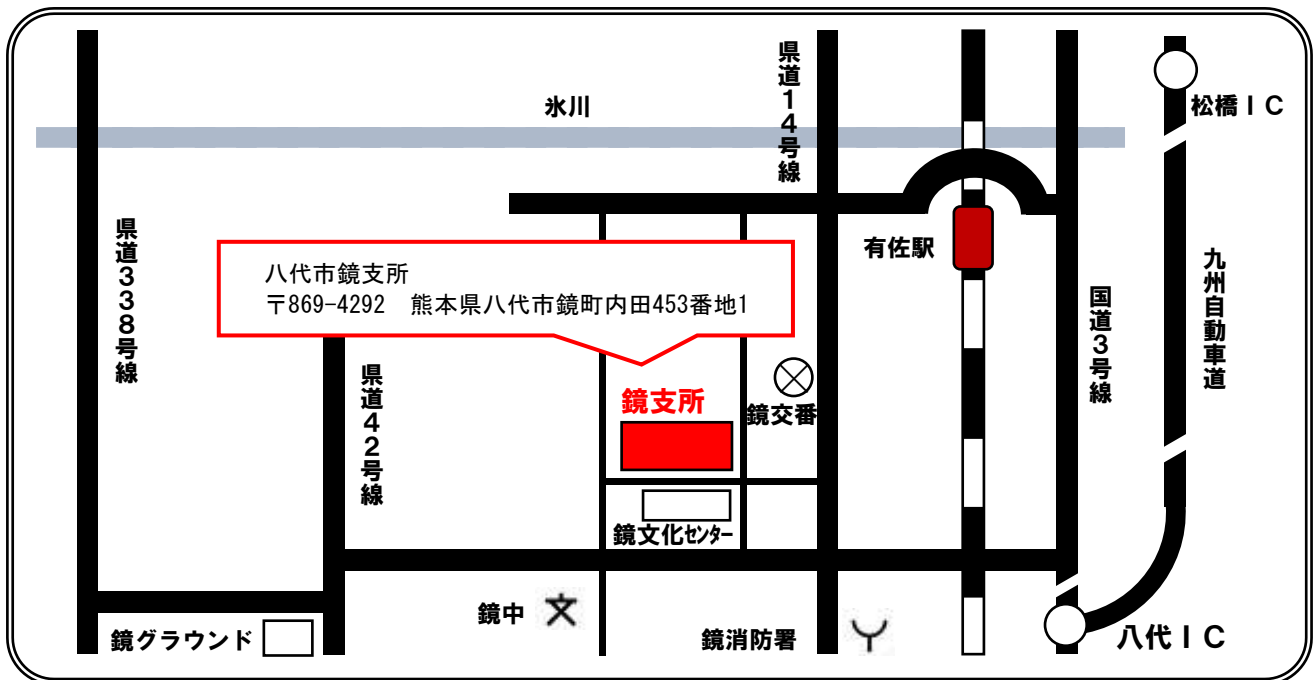 氷川
県道14号線
松橋IC
県道338号線
有佐駅
九州自動車道
八代市鏡支所
〒869-4292　熊本県八代市鏡町内田453番地1
国道3号線
県道42号線
鏡支所
鏡交番
鏡文化ｾﾝﾀｰ
鏡中
文
鏡グラウンド
鏡消防署
八代IC